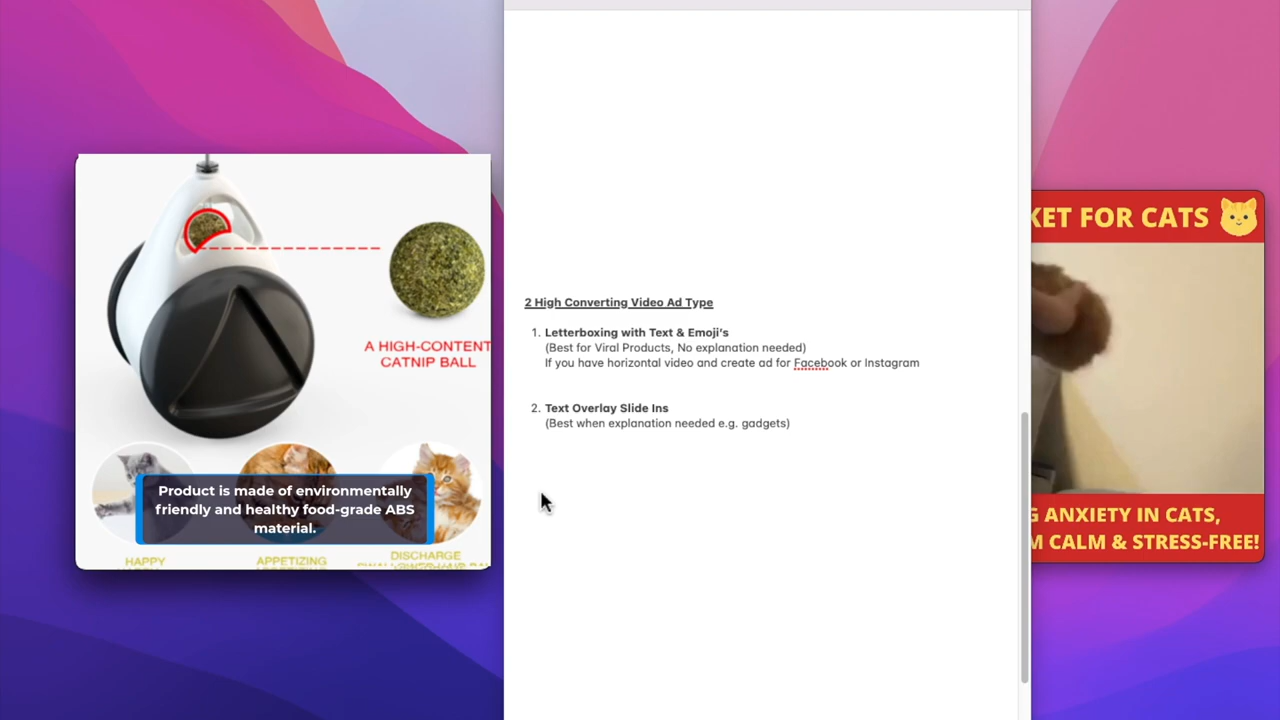 A HIGH-CONTENT
CATNIP BALL
Product is made of environmentally
friendly and healthy food-grade ABS
material.
HAPPY
APPETIZING
DISCHARGE
2 High Converting Video Ad Type
1. Letterboxing with Text & Emoji's
(Best for Viral Products, No explanation needed)
If you have horizontal video and create ad for Facebook or Instagram
2. Text Overlay Slide Ins
(Best when explanation needed e.g. gadgets)
KET FOR CATS
G ANXIETY IN CATS,
M CALM & STRESS-FREE!